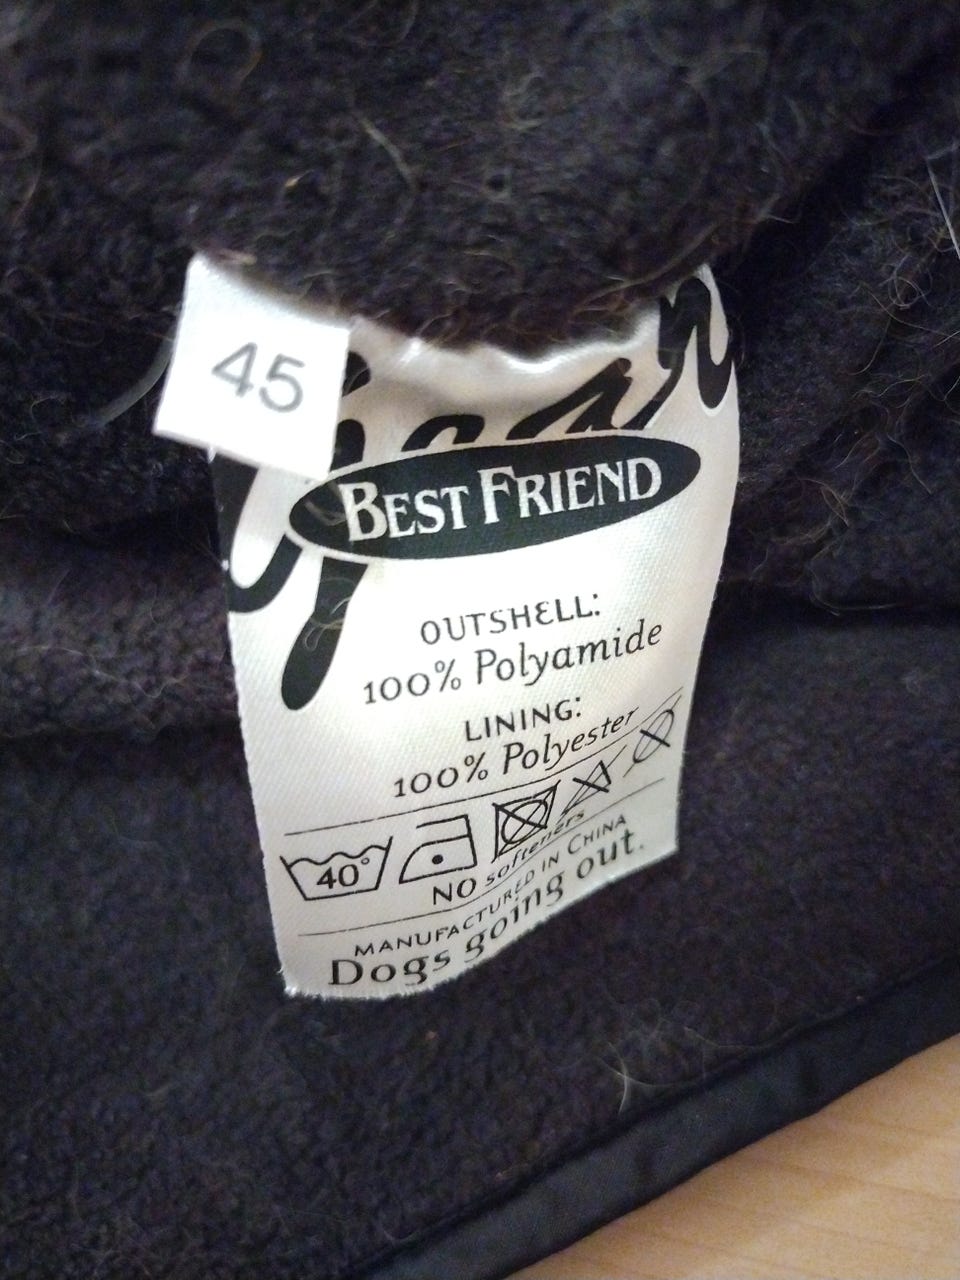 45
BEST FRIEND
OUTSHELL:
100% Polyamide
LINING:
100% Polyester
40°
NO softeners
MANUFACTURED IN CHINA
Dogs going out.